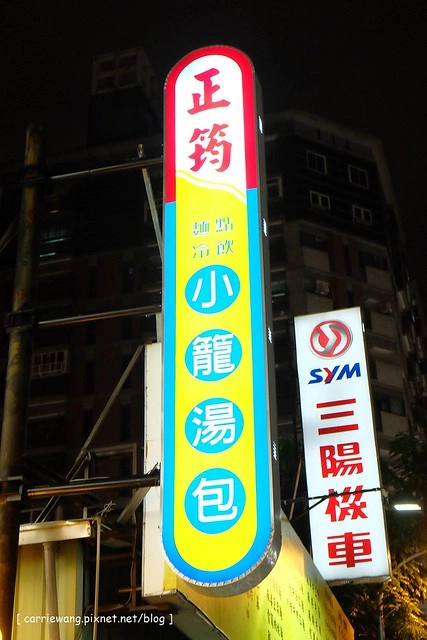 正筠
麵點
冷飲
小籠湯包
SYM
三陽機車
[ carriewang.pixnet.net/blog ]